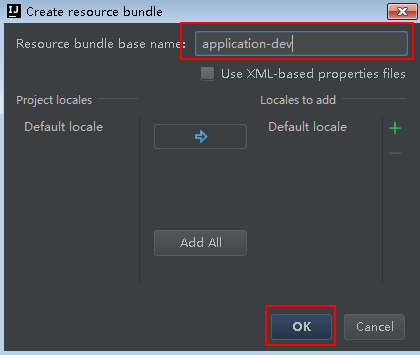 IJ Create resource bundle
Resource bundle base name: application-dev
Use XML-based properties files
Project locales
Locales to add
Default locale
Default locale
Add All
OK
Cancel